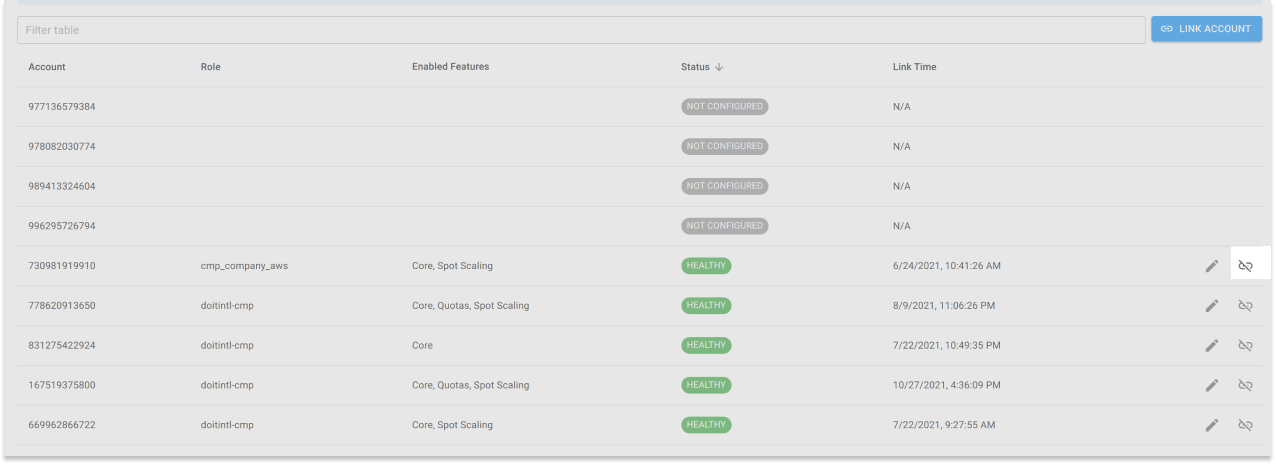 Filter table
LINK ACCOUNT
Account Role Enabled Features Status Link Time
977136579384 NOT CONFIGURED N/A
978082030774 NOT CONFIGURED N/A
989413324604 NOT CONFIGURED N/A
996295726794 NOT CONFIGURED N/A
730981919910 cmp_company_aws Core, Spot Scaling HEALTHY 6/24/2021, 10:41:26 AM
778620913650 doitintl-cmp Core, Quotas, Spot Scaling HEALTHY 8/9/2021, 11:06:26 PM
831275422924 doitintl-cmp Core HEALTHY 7/22/2021, 10:49:35 PM
167519375800 doitintl-cmp Core, Quotas, Spot Scaling HEALTHY 10/27/2021, 4:36:09 PM
669962866722 doitintl-cmp Core, Spot Scaling HEALTHY 7/22/2021, 9:27:55 AM